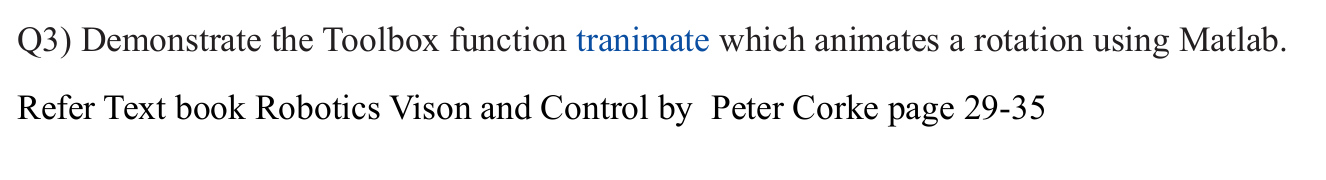 Q3) Demonstrate the Toolbox function tranimate which animates a rotation using Matlab.
Refer Text book Robotics Vison and Control by  Peter Corke page 29-35